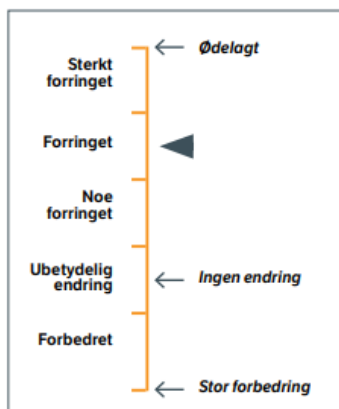 Ødelagt
Sterkt
forringet
Forringet
Noe
forringet
Ubetydelig
endring
Ingen endring
Forbedret
Stor forbedring